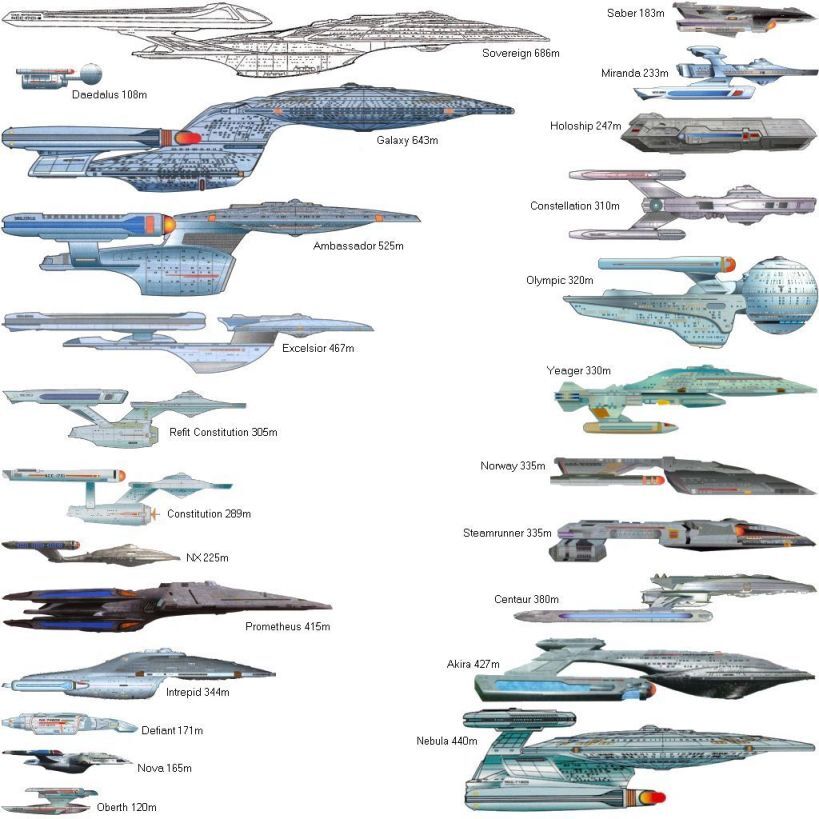 Sovereign 686m
Daedalus 108m
Galaxy 643m
Ambassador 525m
Excelsior 467m
Refit Constitution 305m
Constitution 289m
NX 225m
Prometheus 415m
Intrepid 344m
Defiant 171m
Nova 165m
Oberth 120m
Saber 183m
Miranda 233m
Holoship 247m
Constellation 310m
Olympic 320m
Yeager 330m
Norway 335m
Steamrunner 335m
Centaur 380m
Akira 427m
Nebula 440m